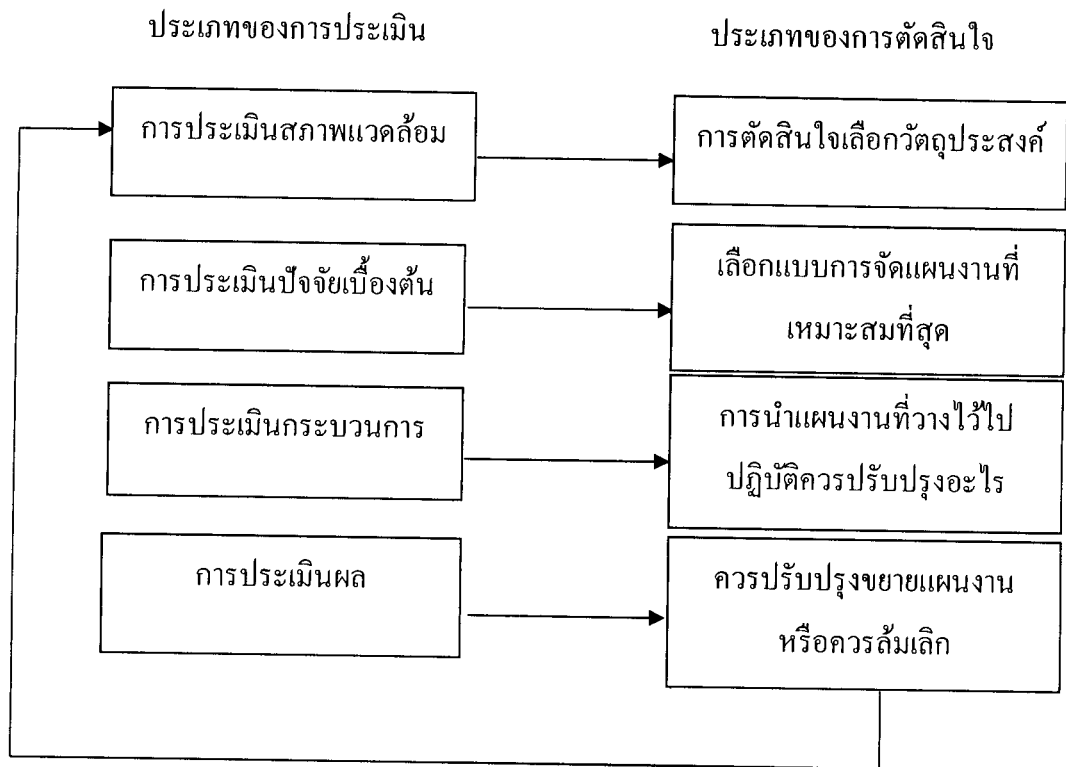 ประเภทของการประเมิน
ประเภทของการตัดสินใจ
การประเมินสภาพแวดล้อม
การตัดสินใจเลือกวัตถุประสงค์
การประเมินปัจจัยเบื้องต้น
เลือกแบบการจัดแผนงานที่
เหมาะสมที่สุด
การประเมินกระบวนการ
การนำแผนงานที่วางไว้ไป
ปฏิบัติควรปรับปรุงอะไร
การประเมินผล
ควรปรับปรุงขยายแผนงาน
หรือควรล้มเลิก